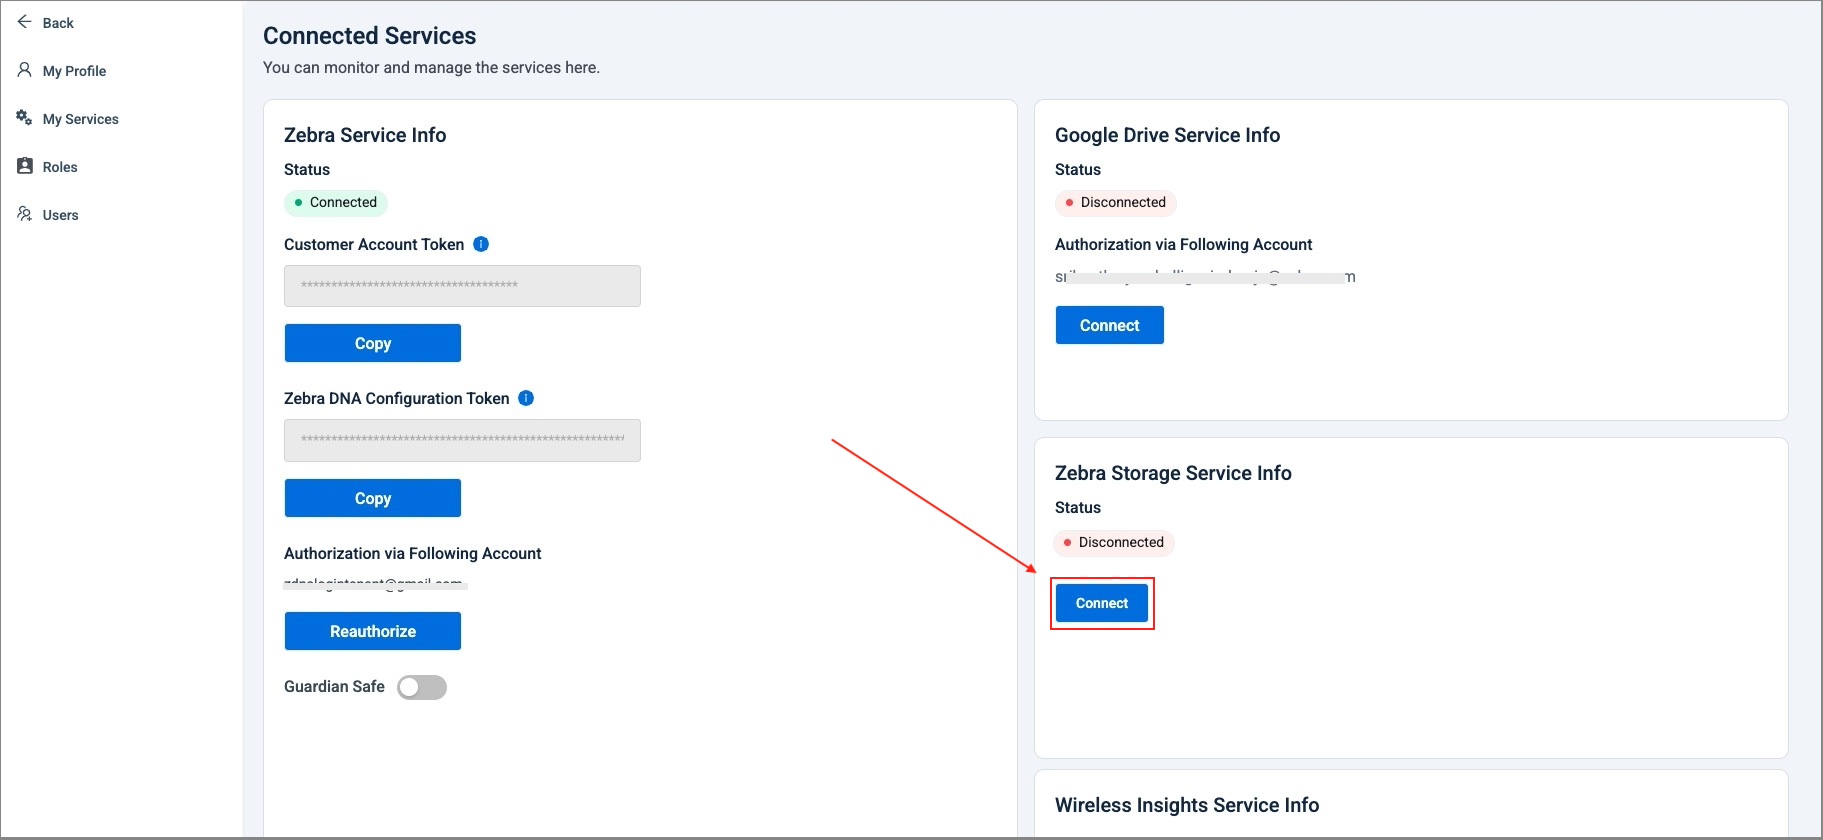 Back
My Profile
My Services
Roles
Users
Connected Services
You can monitor and manage the services here.
Zebra Service Info
Status
Connected
Customer Account Token
************************************
Copy
Zebra DNA Configuration Token
******************************************************
Copy
Authorization via Following Account
Reauthorize
Guardian Safe
Google Drive Service Info
Status
Disconnected
Authorization via Following Account
Connect
Zebra Storage Service Info
Status
Disconnected
Connect
Wireless Insights Service Info